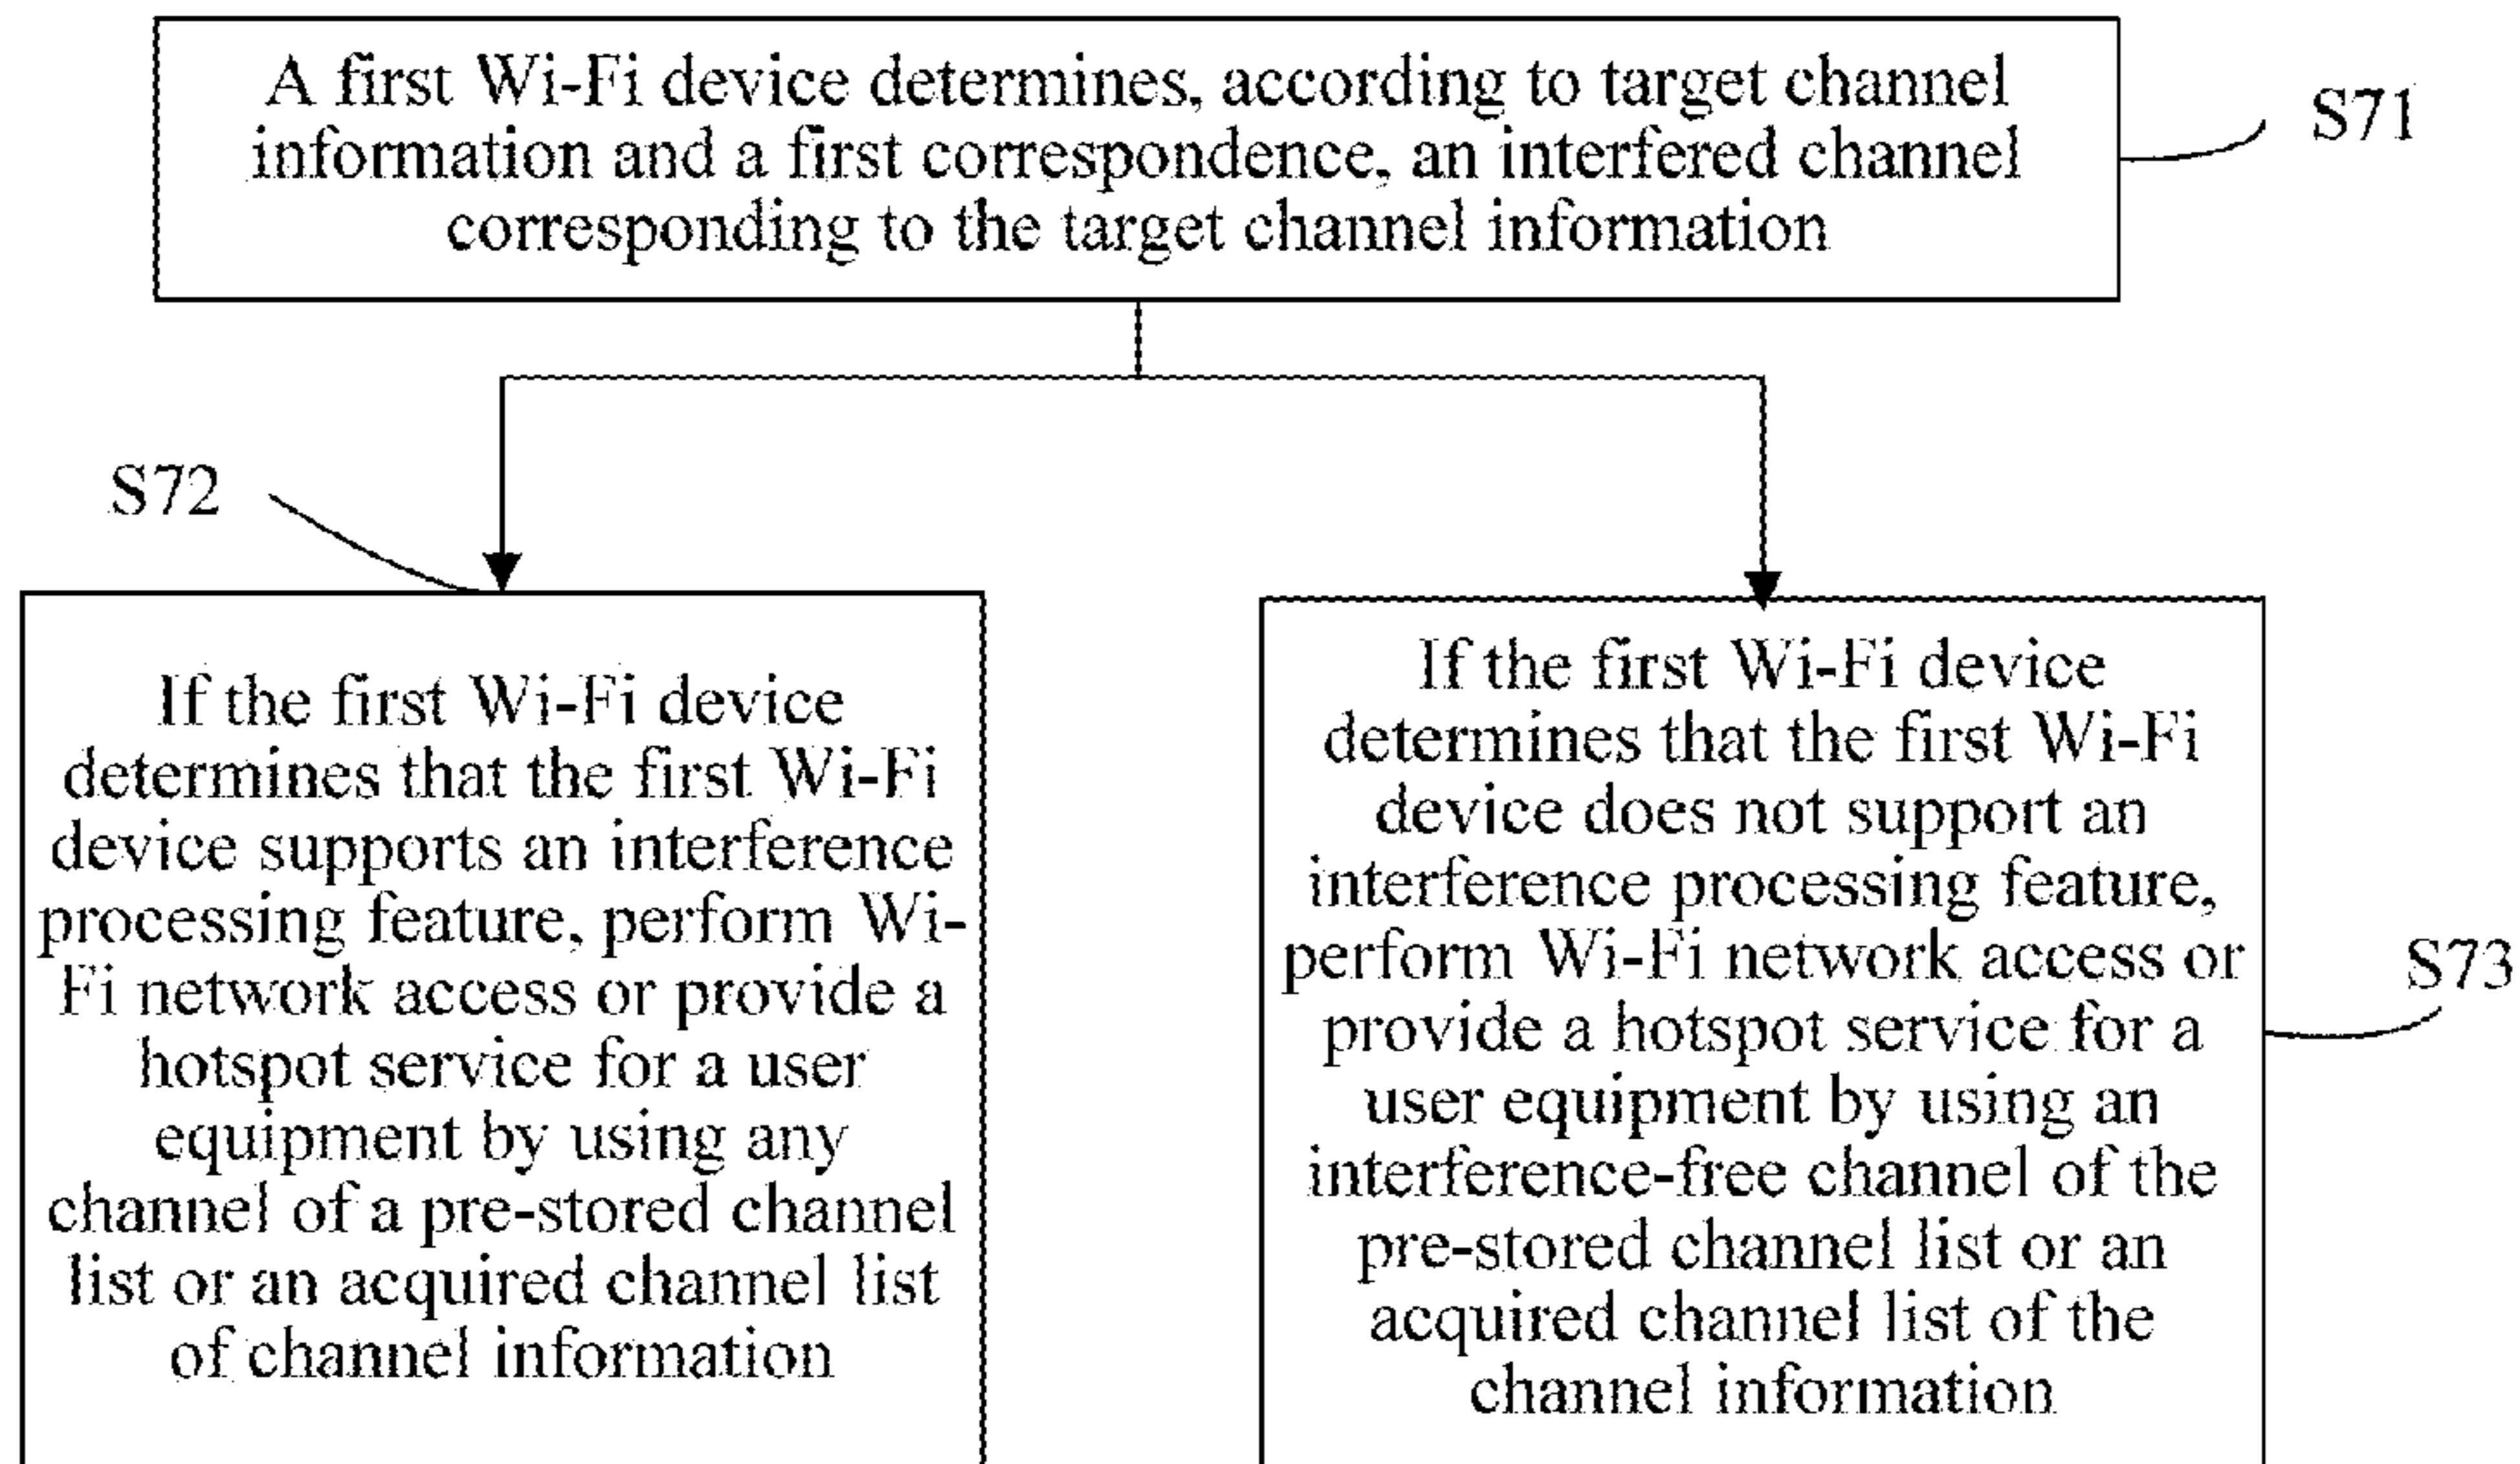 A first Wi-Fi device determines, according to target channel
information and a first correspondence, an interfered channel
corresponding to the target channel information
S71
S72
If the first Wi-Fi device
determines that the first Wi-Fi
device supports an interference
processing feature, perform Wi-
Fi network access or provide a
hotspot service for a user
equipment by using any
channel of a pre-stored channel
list or an acquired channel list
of channel information
If the first Wi-Fi device
determines that the first Wi-Fi
device does not support an
interference processing feature,
perform Wi-Fi network access or
provide a hotspot service for a
user equipment by using an
interference-free channel of the
pre-stored channel list or an
acquired channel list of the
channel information
S73